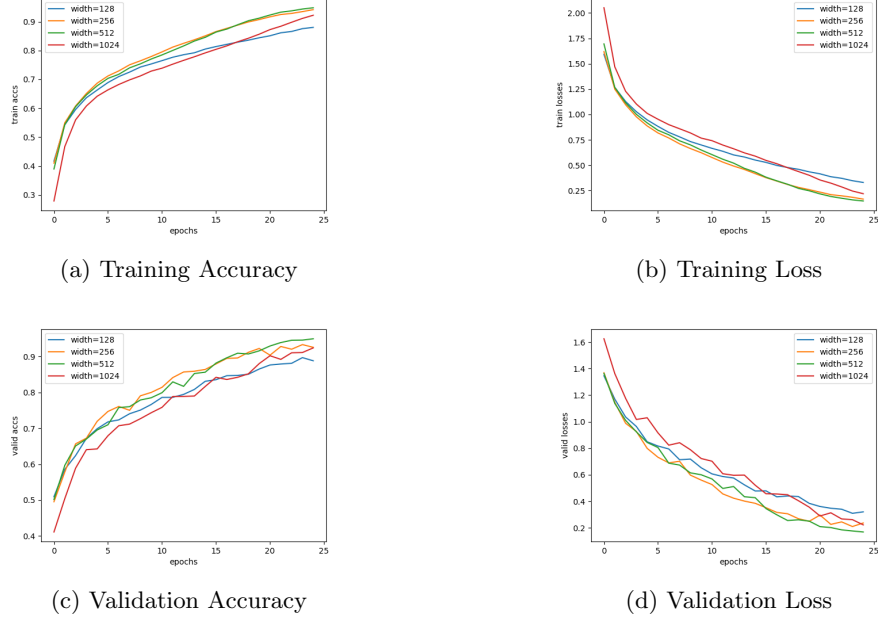 width=128
width=256
width=512
width=1024
0.9
0.8
0.7
0.6
0.5
0.4
0.3
train accs
0 5 10 15 20 25
epochs
(a) Training Accuracy
width=128
width=256
width=512
width=1024
2.00
1.75
1.50
1.25
1.00
0.75
0.50
0.25
train losses
0 5 10 15 20 25
epochs
(b) Training Loss
width=128
width=256
width=512
width=1024
0.9
0.8
0.7
0.6
0.5
0.4
valid accs
0 5 10 15 20 25
epochs
(c) Validation Accuracy
width=128
width=256
width=512
width=1024
1.6
1.4
1.2
1.0
0.8
0.6
0.4
0.2
valid losses
0 5 10 15 20 25
epochs
(d) Validation Loss